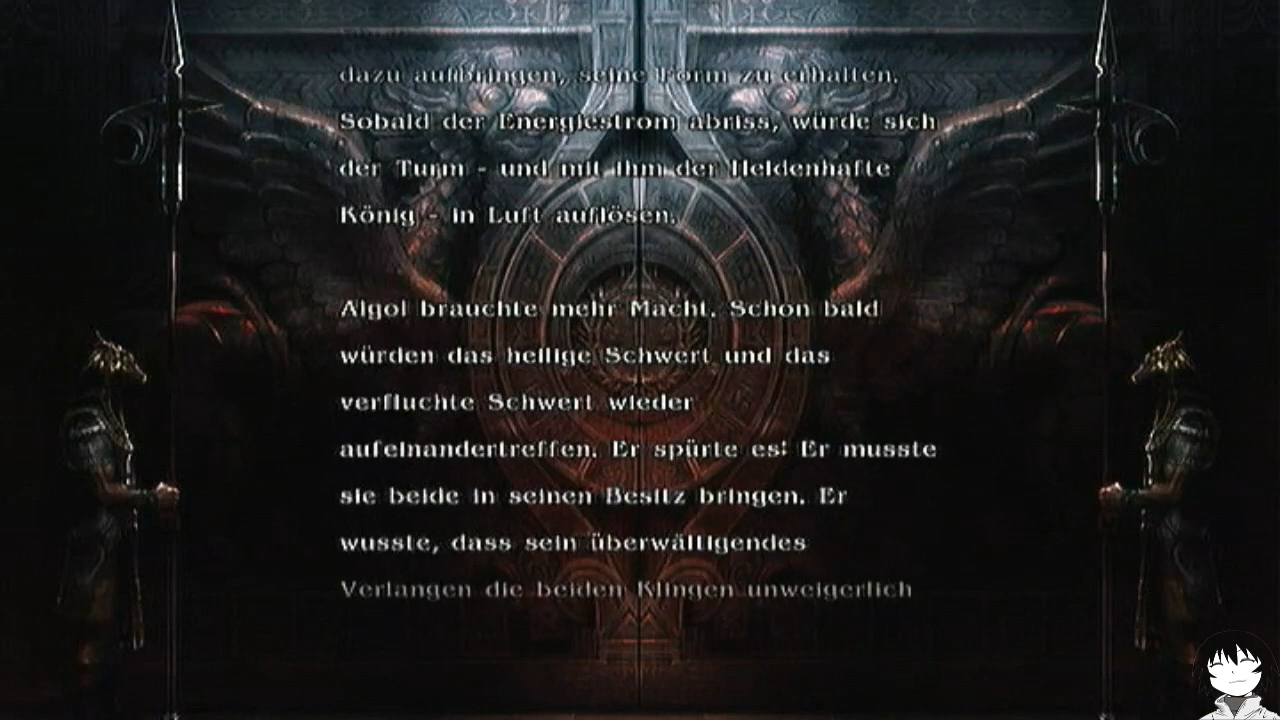 dazu aufbringen, seine Form zu erhalten.
Sobald der Energiestrom abriss, würde sich
der Turm - und mit ihm der Heldenhafte
König - in Luft auflösen.
Algol brauchte mehr Macht. Schon bald
würden das heilige Schwert und das
verfluchte Schwert wieder
aufeinandertreffen. Er spürte es! Er musste
sie beide in seinen Besitz bringen. Er
wusste, dass sein überwältigendes
Verlangen die beiden Klingen unweigerlich